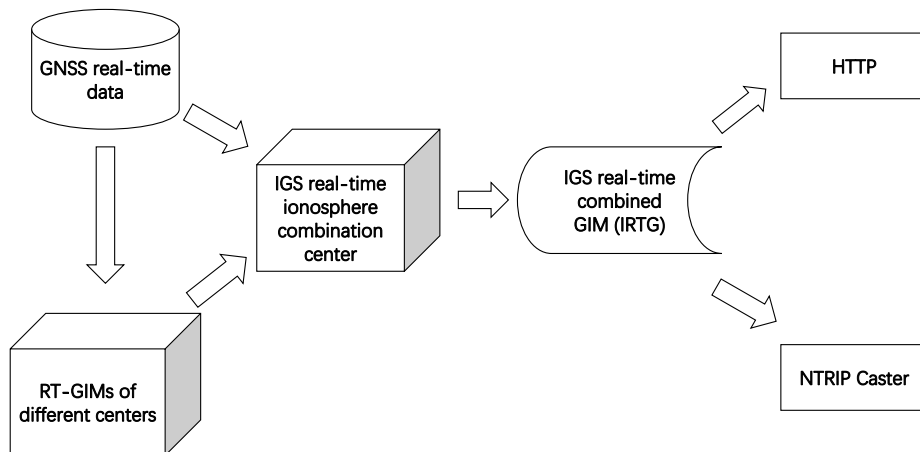 GNSS real-time
data
HTTP
IGS real-time
ionosphere
combination
center
IGS real-time
combined
GIM (IRTG)
RT-GIMs of
different centers
NTRIP Caster